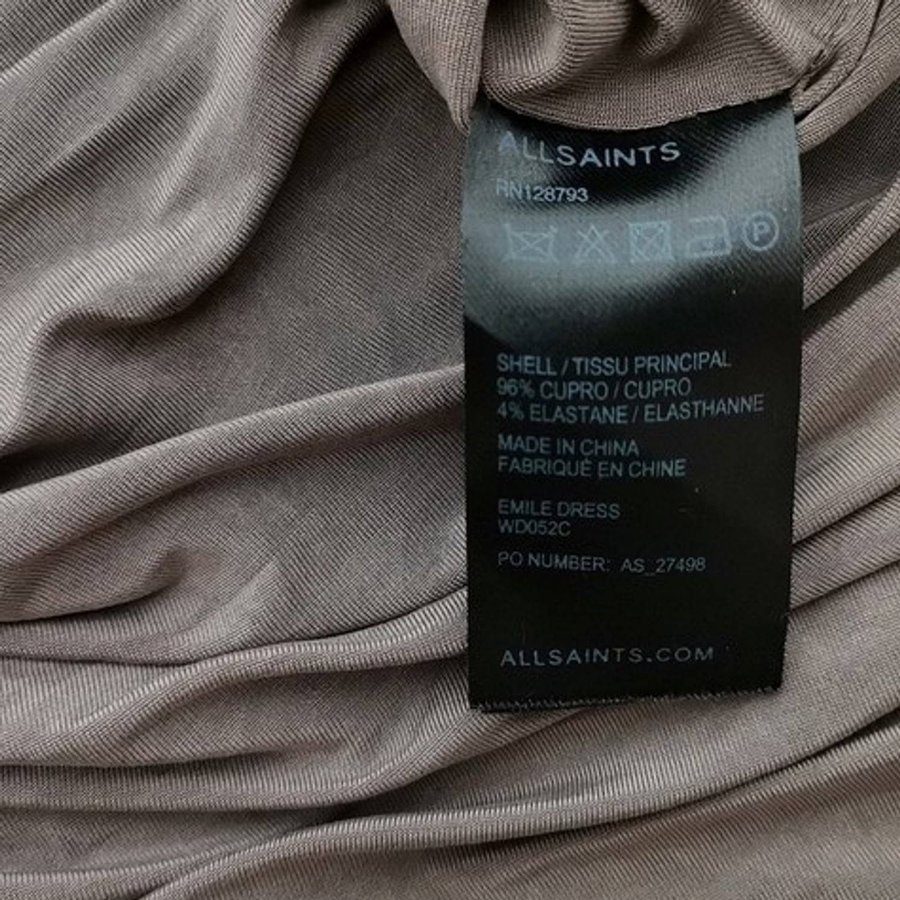 ALLSAINTS
RN128793
P
SHELL / TISSU PRINCIPAL
96% CUPRO / CUPRO
4% ELASTANE / ELASTHANNE
MADE IN CHINA
FABRIQUÉ EN CHINE
EMILE DRESS
WD052C
PO NUMBER: AS_27498
ALLSAINTS.COM